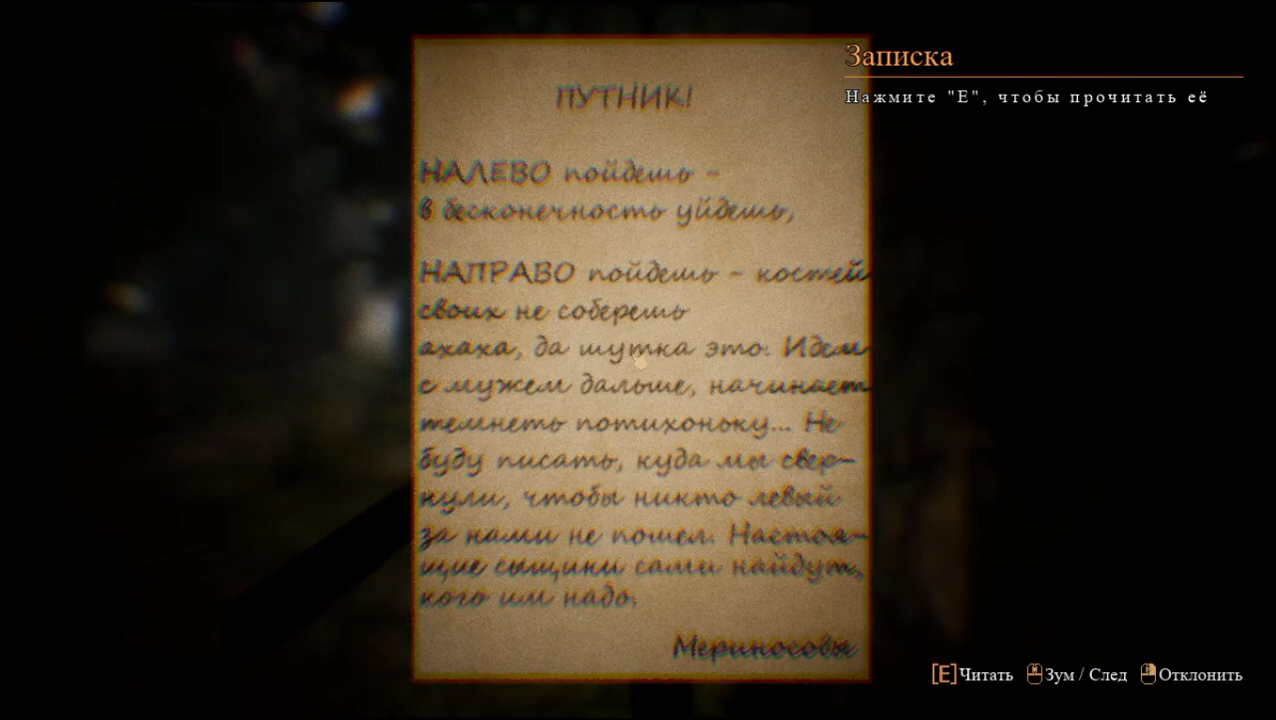 Записка
Нажмите "E", чтобы прочитать её
ПУТНИК!
НАЛЕВО пойдешь -
в бесконечность уйдешь,
НАПРАВО пойдешь - костей
своих не соберешь
ахаха, да шутка это. Идем
с мужем дальше, начинает
темнеть потихоньку... Не
буду писать, куда мы свер-
нули, чтобы никто левый
за нами не пошел. Настоя-
щие сыщики сами найдут,
кого им надо.
Мериносовы
[E] Читать Зум / След Отклонить